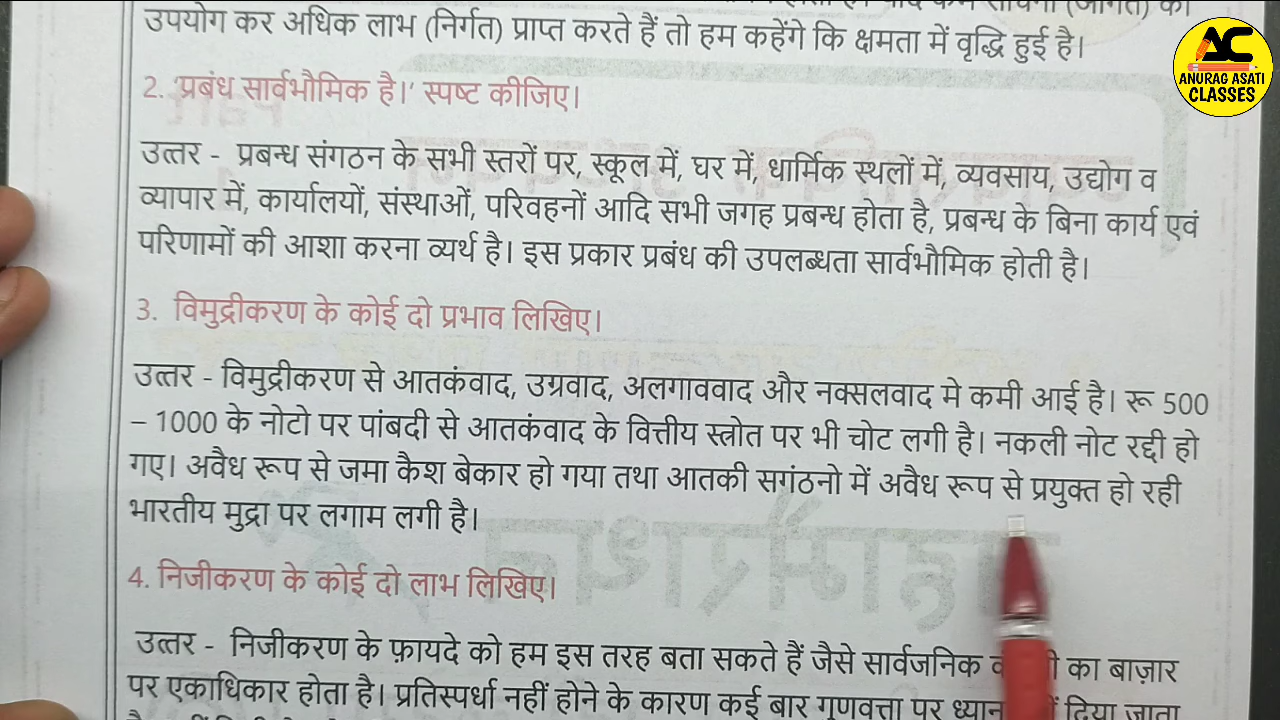 उपयोग कर अधिक लाभ (निर्गत) प्राप्त करते हैं तो हम कहेंगे कि क्षमता में वृद्धि हुई है।
AC
ANURAG ASATI
CLASSES
2. 'प्रबंध सार्वभौमिक है।' स्पष्ट कीजिए।
उत्तर - प्रबन्ध संगठन के सभी स्तरों पर, स्कूल में, घर में, धार्मिक स्थलों में, व्यवसाय, उद्योग व
व्यापार में, कार्यालयों, संस्थाओं, परिवहनों आदि सभी जगह प्रबन्ध होता है, प्रबन्ध के बिना कार्य एवं
परिणामों की आशा करना व्यर्थ है। इस प्रकार प्रबंध की उपलब्धता सार्वभौमिक होती है।
3. विमुद्रीकरण के कोई दो प्रभाव लिखिए।
उत्तर - विमुद्रीकरण से आतकंवाद, उग्रवाद, अलगाववाद और नक्सलवाद मे कमी आई है। रू 500
– 1000 के नोटो पर पांबदी से आतकंवाद के वित्तीय स्त्रोत पर भी चोट लगी है। नकली नोट रद्दी हो
गए। अवैध रूप से जमा कैश बेकार हो गया तथा आतकी सगंठनो में अवैध रूप से प्रयुक्त हो रही
भारतीय मुद्रा पर लगाम लगी है।
4. निजीकरण के कोई दो लाभ लिखिए।
उत्तर - निजीकरण के फ़ायदे को हम इस तरह बता सकते हैं जैसे सार्वजनिक का बाज़ार
पर एकाधिकार होता है। प्रतिस्पर्धा नहीं होने के कारण कई बार गुणवत्ता पर ध्यान दिया जाता